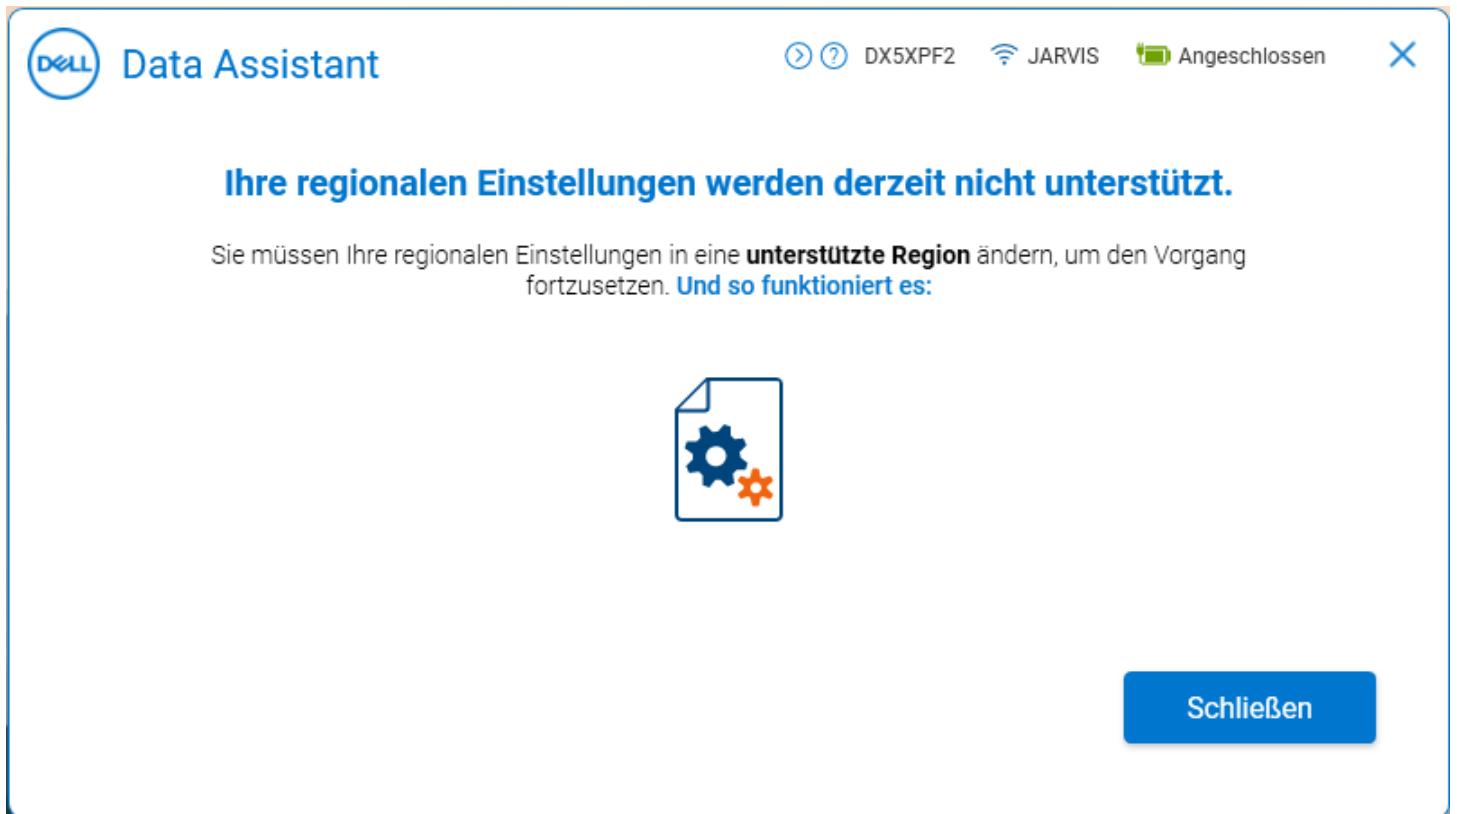 DELL Data Assistant ? DX5XPF2 JARVIS Angeschlossen
Ihre regionalen Einstellungen werden derzeit nicht unterstützt.
Sie müssen Ihre regionalen Einstellungen in eine unterstützte Region ändern, um den Vorgang
fortzusetzen. Und so funktioniert es:
Schließen